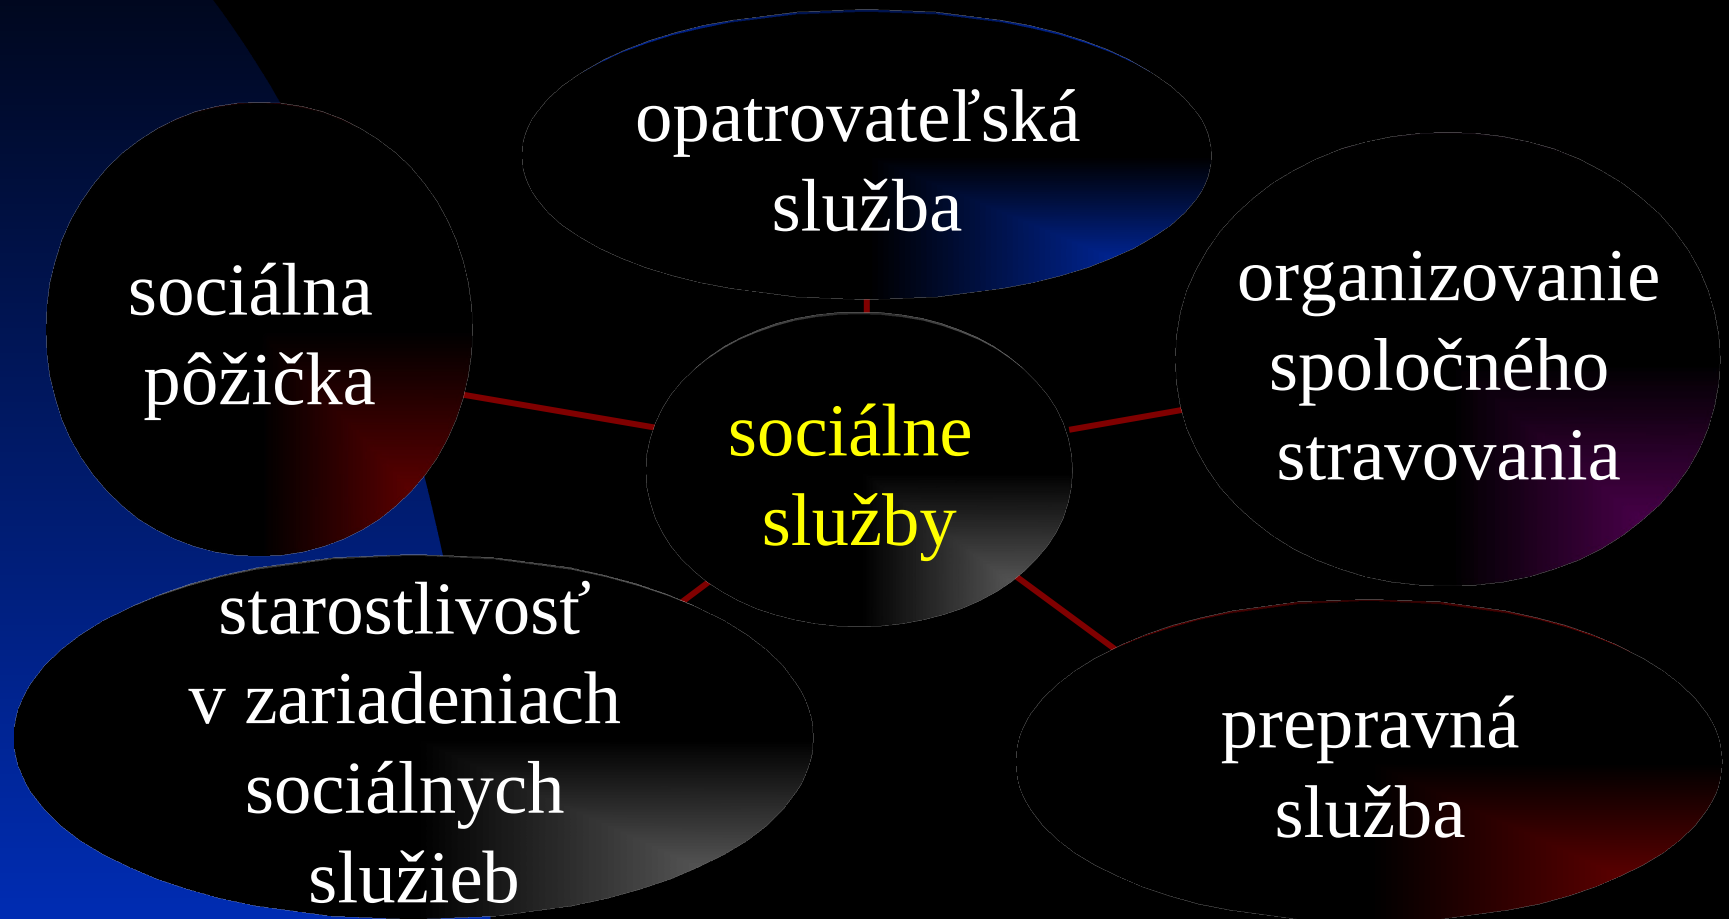 opatrovateľská
služba
sociálna
pôžička
organizovanie
spoločného
stravovania
sociálne
služby
starostlivosť
v zariadeniach
sociálnych
služieb
prepravná
služba